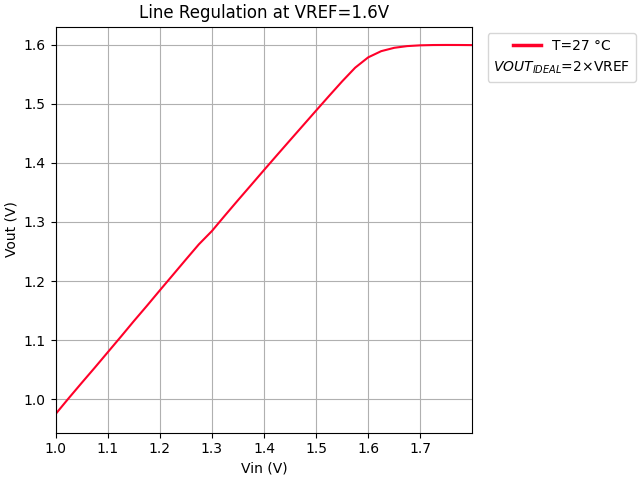 Line Regulation at VREF=1.6V
T=27 °C
VOUT_IDEAL=2×VREF
Vout (V)
1.6
1.5
1.4
1.3
1.2
1.1
1.0
1.0 1.1 1.2 1.3 1.4 1.5 1.6 1.7
Vin (V)